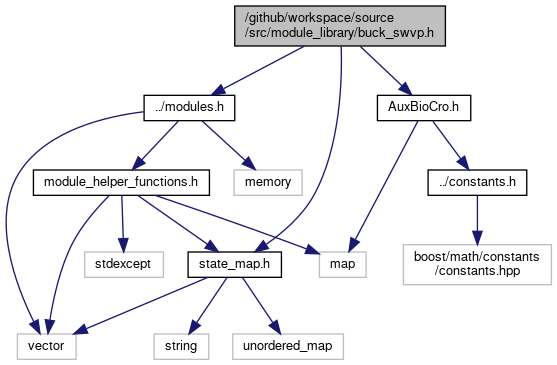 /github/workspace/source
/src/module_library/buck_swvp.h
../modules.h
AuxBioCro.h
module_helper_functions.h
memory
../constants.h
stdexcept
state_map.h
map
boost/math/constants
/constants.hpp
vector
string
unordered_map